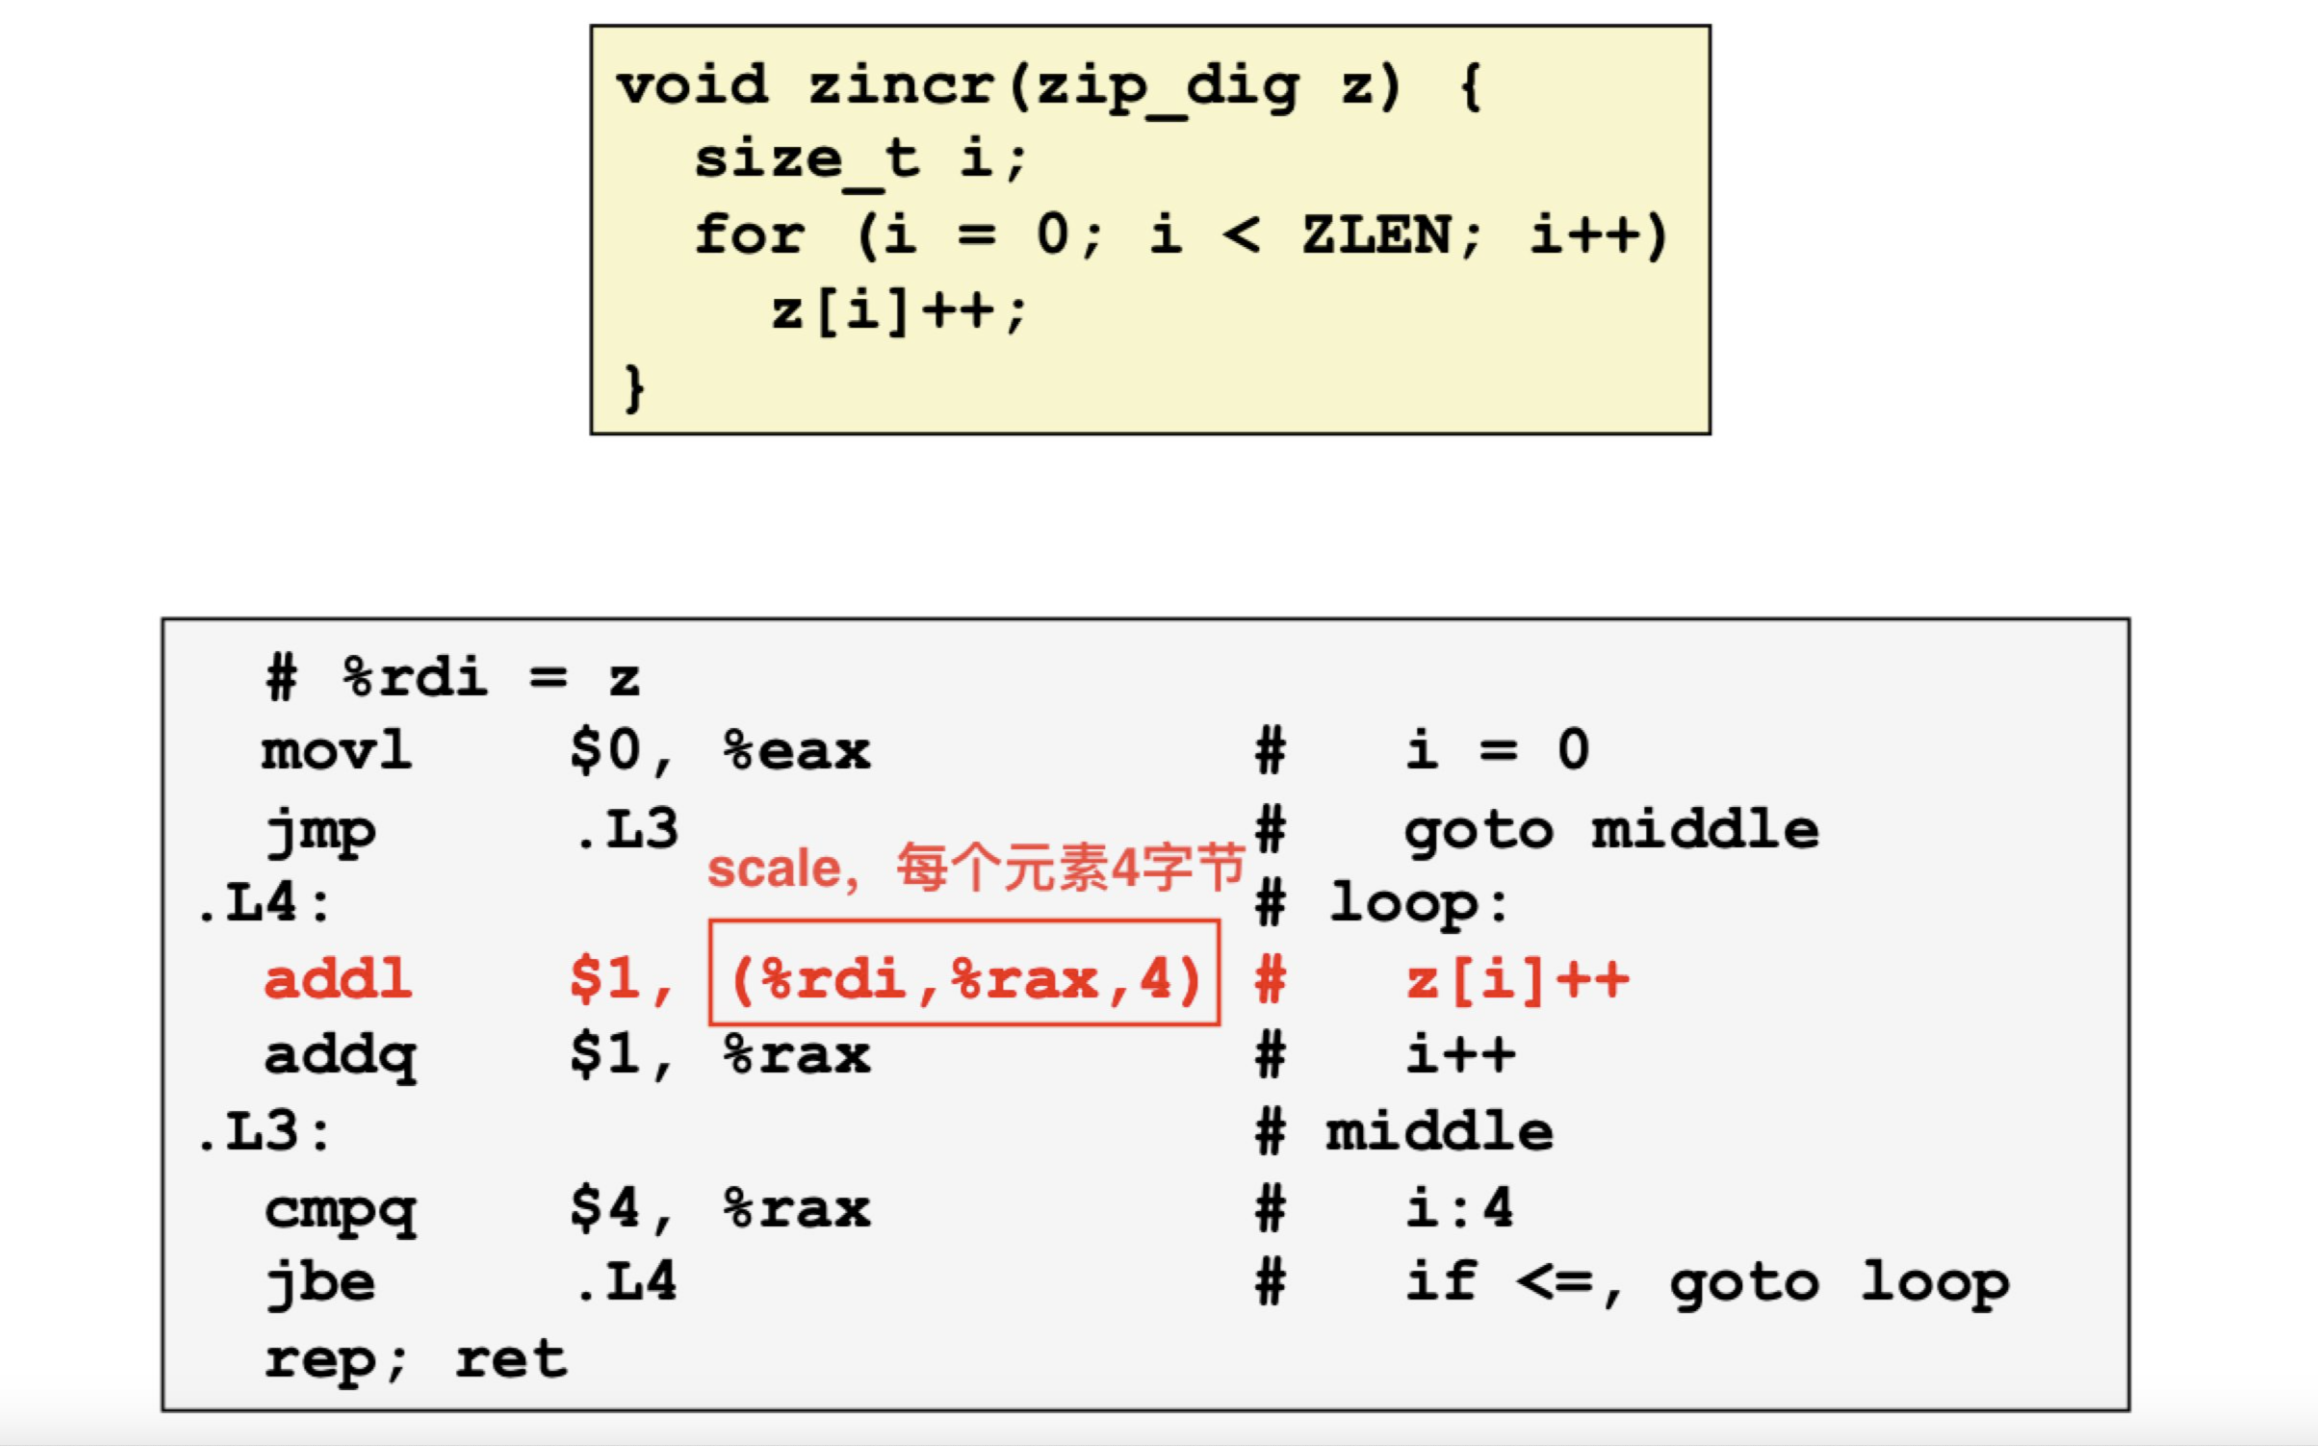 void zincr(zip_dig z) {
size_t i;
for (i = 0; i < ZLEN; i++)
z[i]++;
}
# %rdi = z
movl $0, %eax # i = 0
jmp .L3 # goto middle
scale，每个元素4字节
.L4: # loop:
addl $1, (%rdi,%rax,4) # z[i]++
addq $1, %rax # i++
.L3: # middle
cmpq $4, %rax # i:4
jbe .L4 # if <=, goto loop
rep; ret